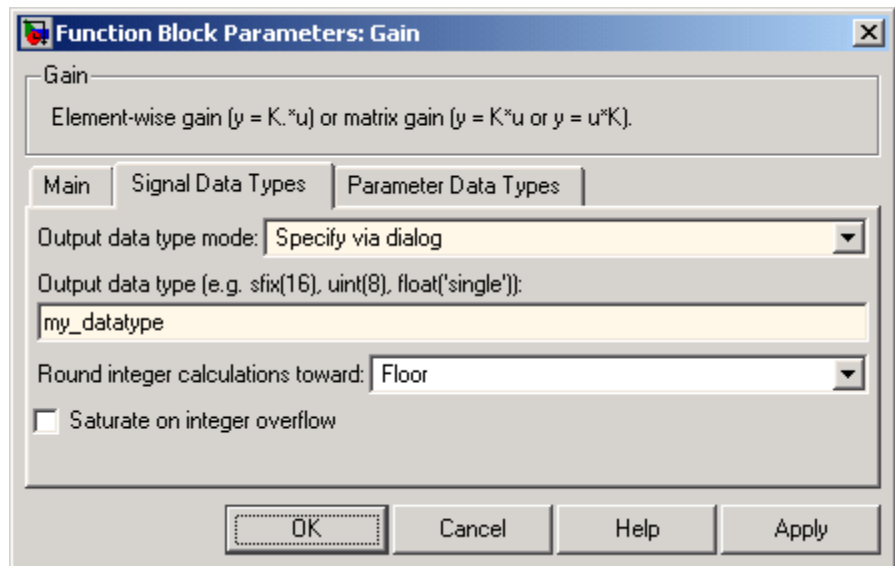 Function Block Parameters: Gain
Gain
Element-wise gain (y = K.*u) or matrix gain (y = K*u or y = u*K).
Main Signal Data Types Parameter Data Types
Output data type mode: Specify via dialog
Output data type (e.g. sfix(16), uint(8), float('single')):
my_datatype
Round integer calculations toward: Floor
Saturate on integer overflow
OK Cancel Help Apply